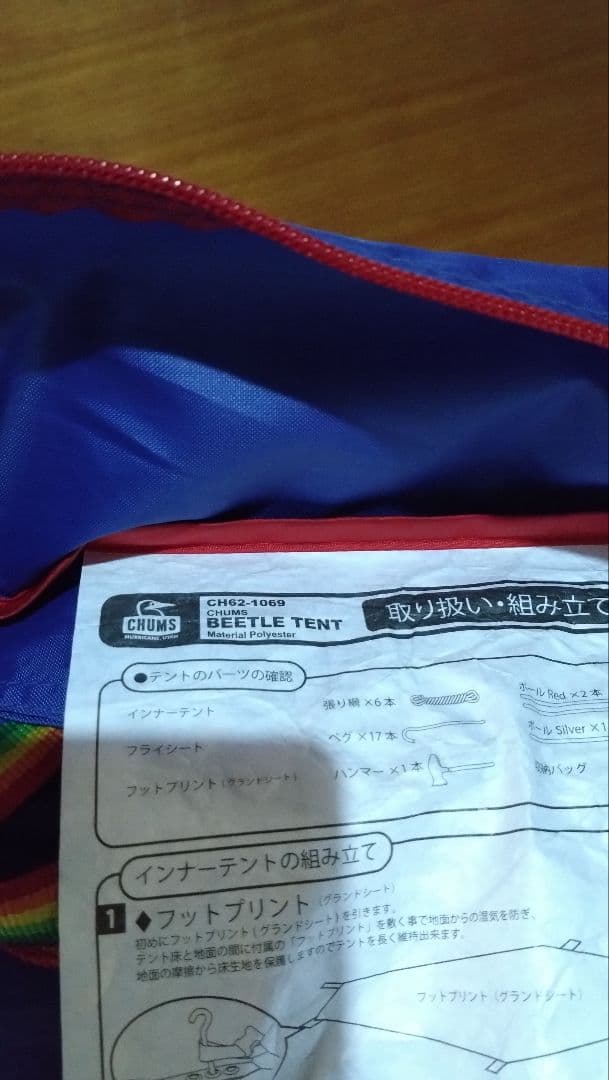 CHUMS
HURRICANE, UTAH
CH62-1069
CHUMS
BEETLE TENT
Material Polyester
取り扱い・組み立て
●テントのパーツの確認
インナーテント
張り綱×6本
ポール Red×2本
フライシート
ペグ×17本
ポール Silver×1
フットプリント(グランドシート)
ハンマー×1本
収納バッグ
インナーテントの組み立て
1 ◆フットプリント(グランドシート)
初めにフットプリント(グランドシート)を引きます。
テント床と地面の間に付属の「フットプリント」を敷く事で地面からの湿気を防ぎ、
地面の摩擦から床生地を保護しますのでテントを長く維持出来ます。
フットプリント(グランドシート)